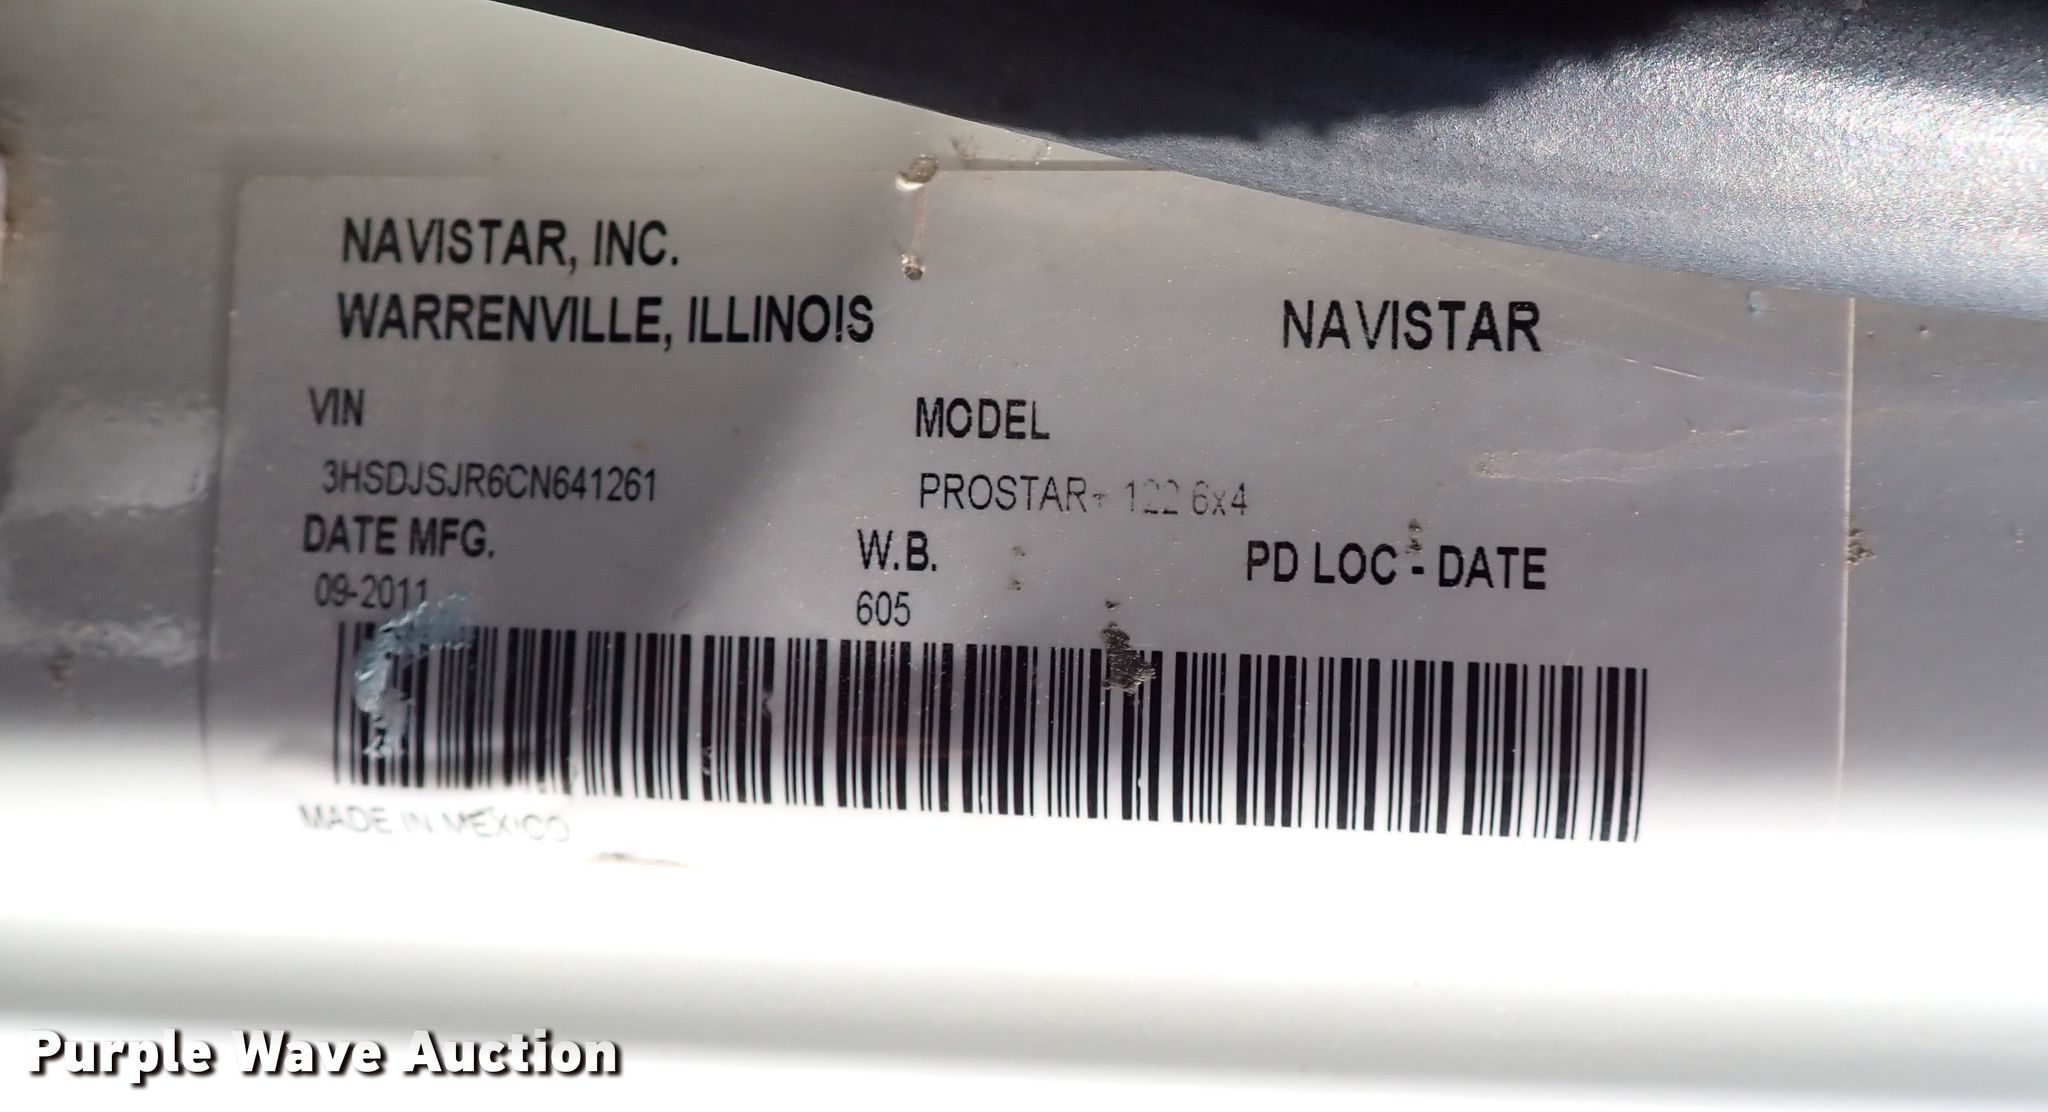 NAVISTAR, INC.
WARRENVILLE, ILLINOIS
NAVISTAR
VIN
MODEL
3HSDJSJR6CN641261
PROSTAR+ 122 6x4
DATE MFG.
W.B.
PD LOC - DATE
09-2011
605
MADE IN MEXICO
Purple Wave Auction